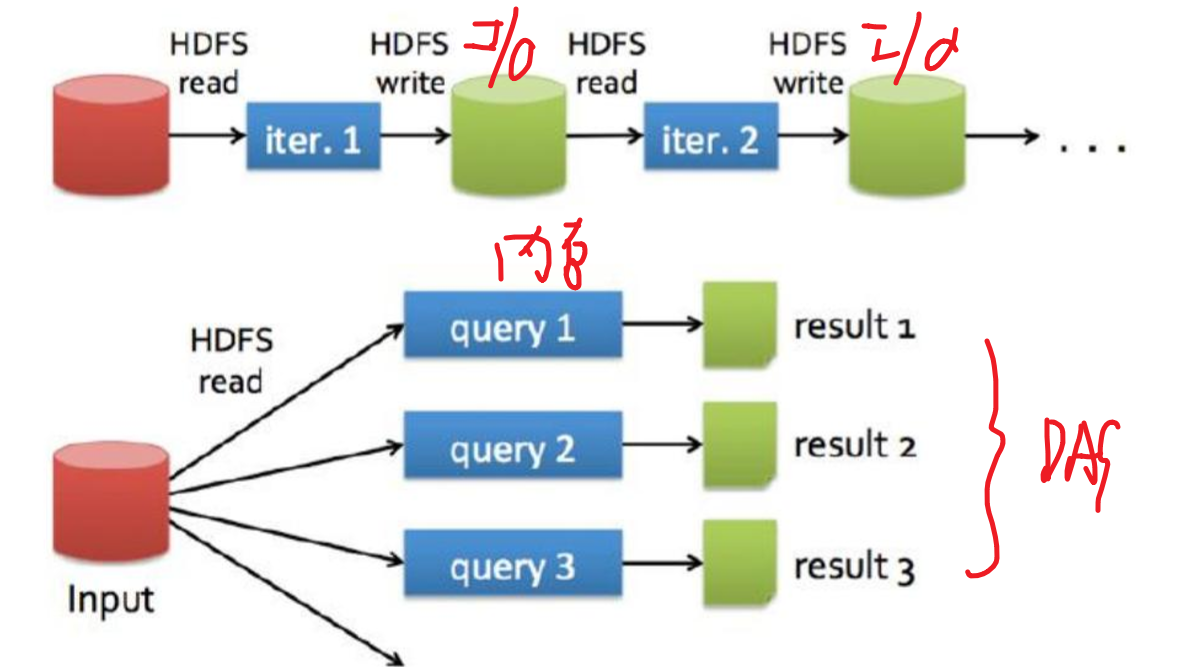 HDFS read
HDFS write
I/O
HDFS read
HDFS write
I/O
iter. 1
iter. 2
. . .
内存
query 1
result 1
HDFS read
query 2
result 2
DAG
query 3
result 3
Input